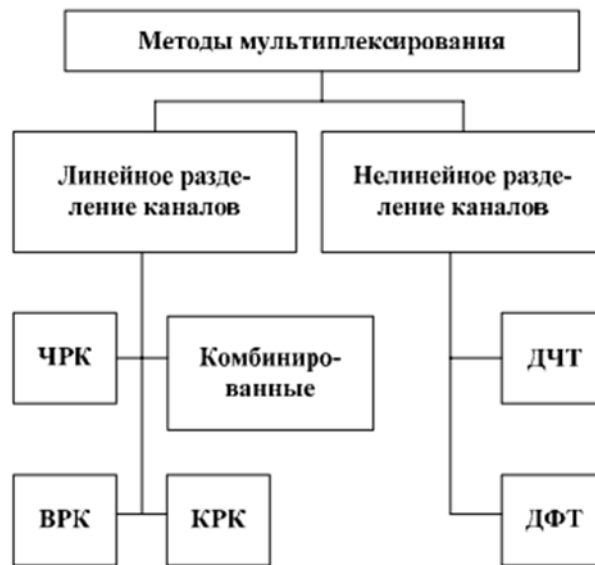 Методы мультиплексирования
Линейное разде-
ление каналов
Нелинейное разде-
ление каналов
ЧРК
Комбиниро-
ванные
ДЧТ
ВРК
КРК
ДФТ